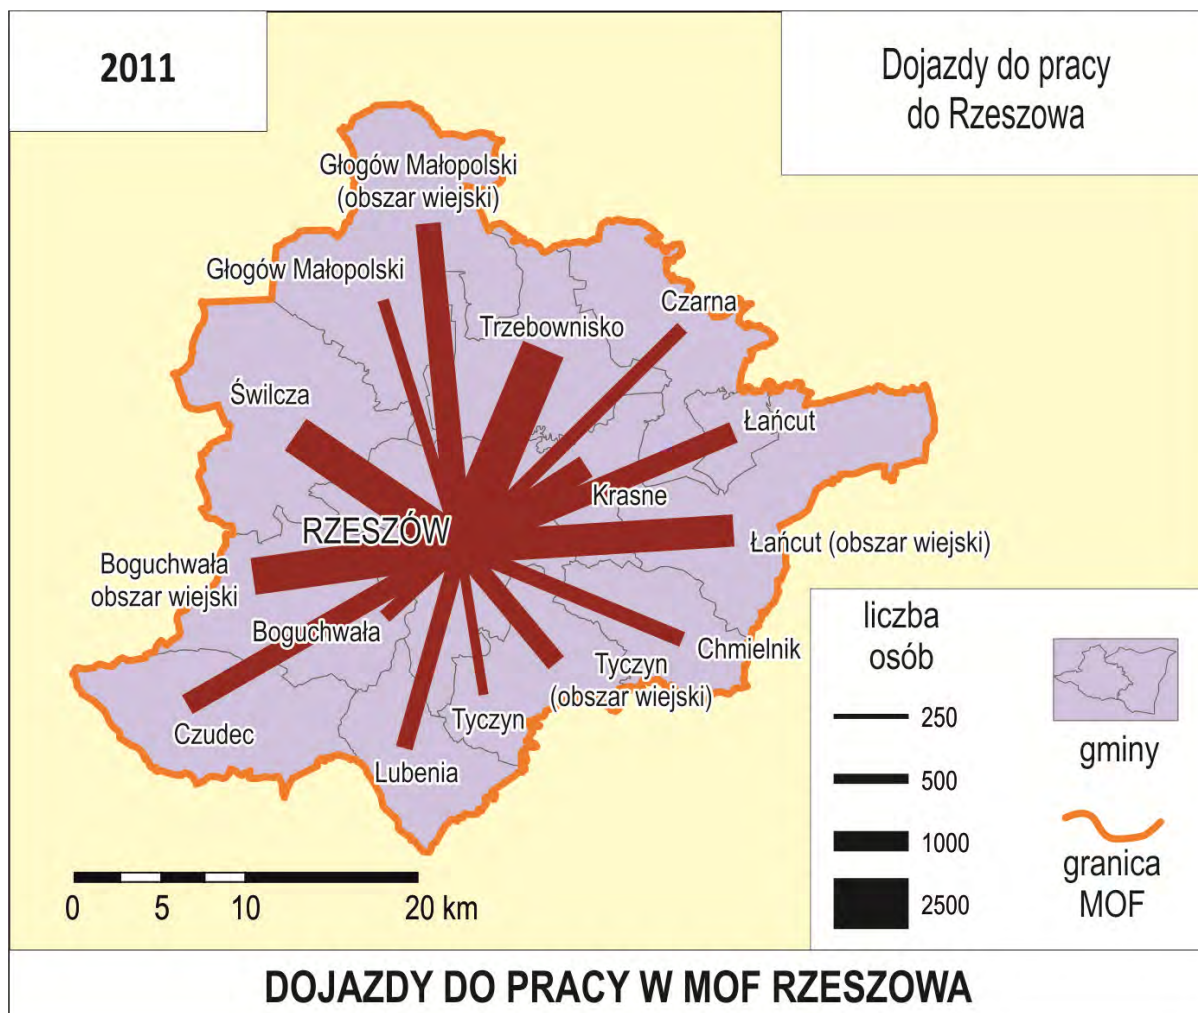 2011
Dojazdy do pracy
do Rzeszowa
Głogów Małopolski
(obszar wiejski)
Głogów Małopolski
Czarna
Trzebownisko
Świlcza
Łańcut
Krasne
RZESZÓW
Łańcut (obszar wiejski)
Boguchwała
obszar wiejski
Boguchwała
Chmielnik
Tyczyn
(obszar wiejski)
Tyczyn
Czudec
Lubenia
liczba
osób
250
500
1000
2500
gminy
granica
MOF
0 5 10 20 km
DOJAZDY DO PRACY W MOF RZESZOWA